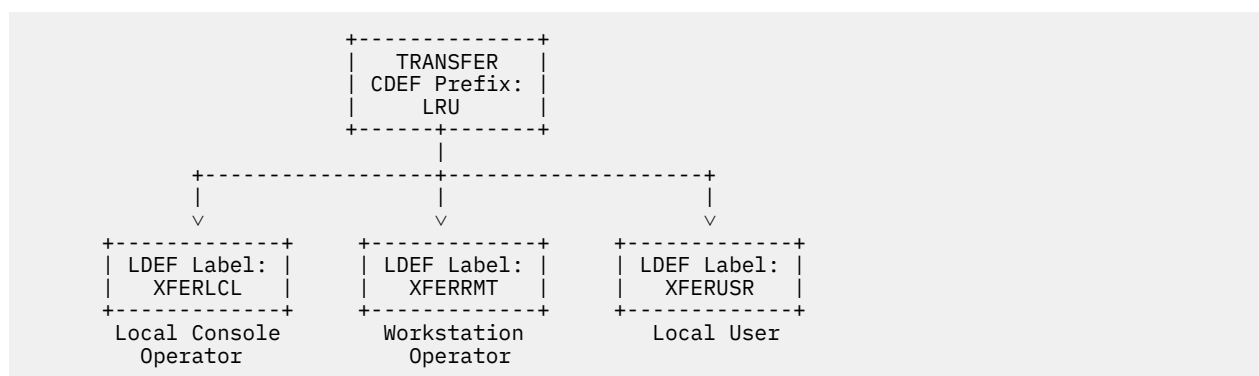 TRANSFER
CDEF Prefix:
LRU
LDEF Label: LDEF Label: LDEF Label:
XFERLCL XFERRMT XFERUSR
Local Console Workstation Local User
Operator Operator